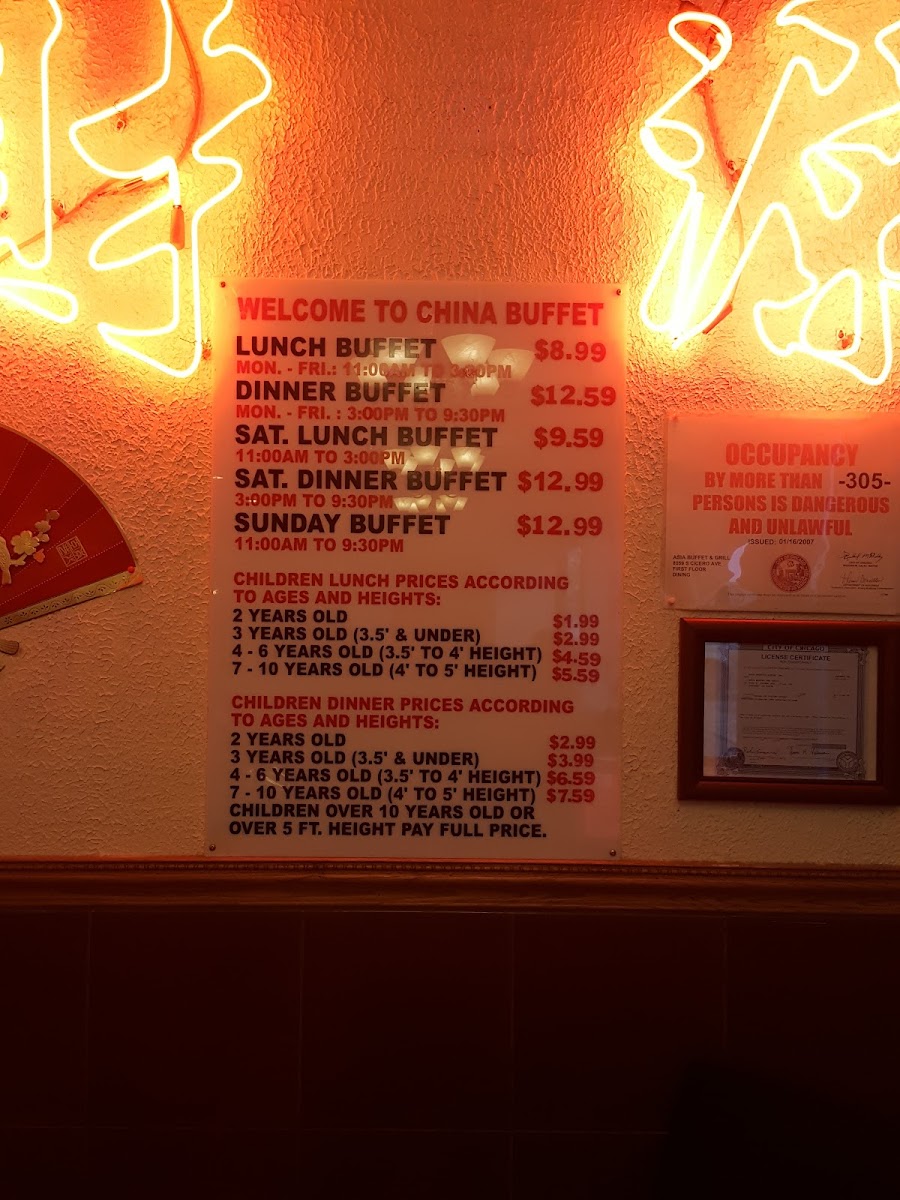 WELCOME TO CHINA BUFFET
LUNCH BUFFET $8.99
MON. - FRI.: 11:00AM TO 3:00PM
DINNER BUFFET $12.59
MON. - FRI. : 3:00PM TO 9:30PM
SAT. LUNCH BUFFET $9.59
11:00AM TO 3:00PM
SAT. DINNER BUFFET $12.99
3:00PM TO 9:30PM
SUNDAY BUFFET $12.99
11:00AM TO 9:30PM
CHILDREN LUNCH PRICES ACCORDING
TO AGES AND HEIGHTS:
2 YEARS OLD $1.99
3 YEARS OLD (3.5' & UNDER) $2.99
4 - 6 YEARS OLD (3.5' TO 4' HEIGHT) $4.59
7 - 10 YEARS OLD (4' TO 5' HEIGHT) $5.59
CHILDREN DINNER PRICES ACCORDING
TO AGES AND HEIGHTS:
2 YEARS OLD $2.99
3 YEARS OLD (3.5' & UNDER) $3.99
4 - 6 YEARS OLD (3.5' TO 4' HEIGHT) $6.59
7 - 10 YEARS OLD (4' TO 5' HEIGHT) $7.59
CHILDREN OVER 10 YEARS OLD OR
OVER 5 FT. HEIGHT PAY FULL PRICE.
OCCUPANCY
BY MORE THAN -305-
PERSONS IS DANGEROUS
AND UNLAWFUL
ISSUED: 01/16/2007
ASIA BUFFET & GRILL
CICERO AVE
FIRST FLOOR
DINING
CITY OF CHICAGO
LICENSE CERTIFICATE